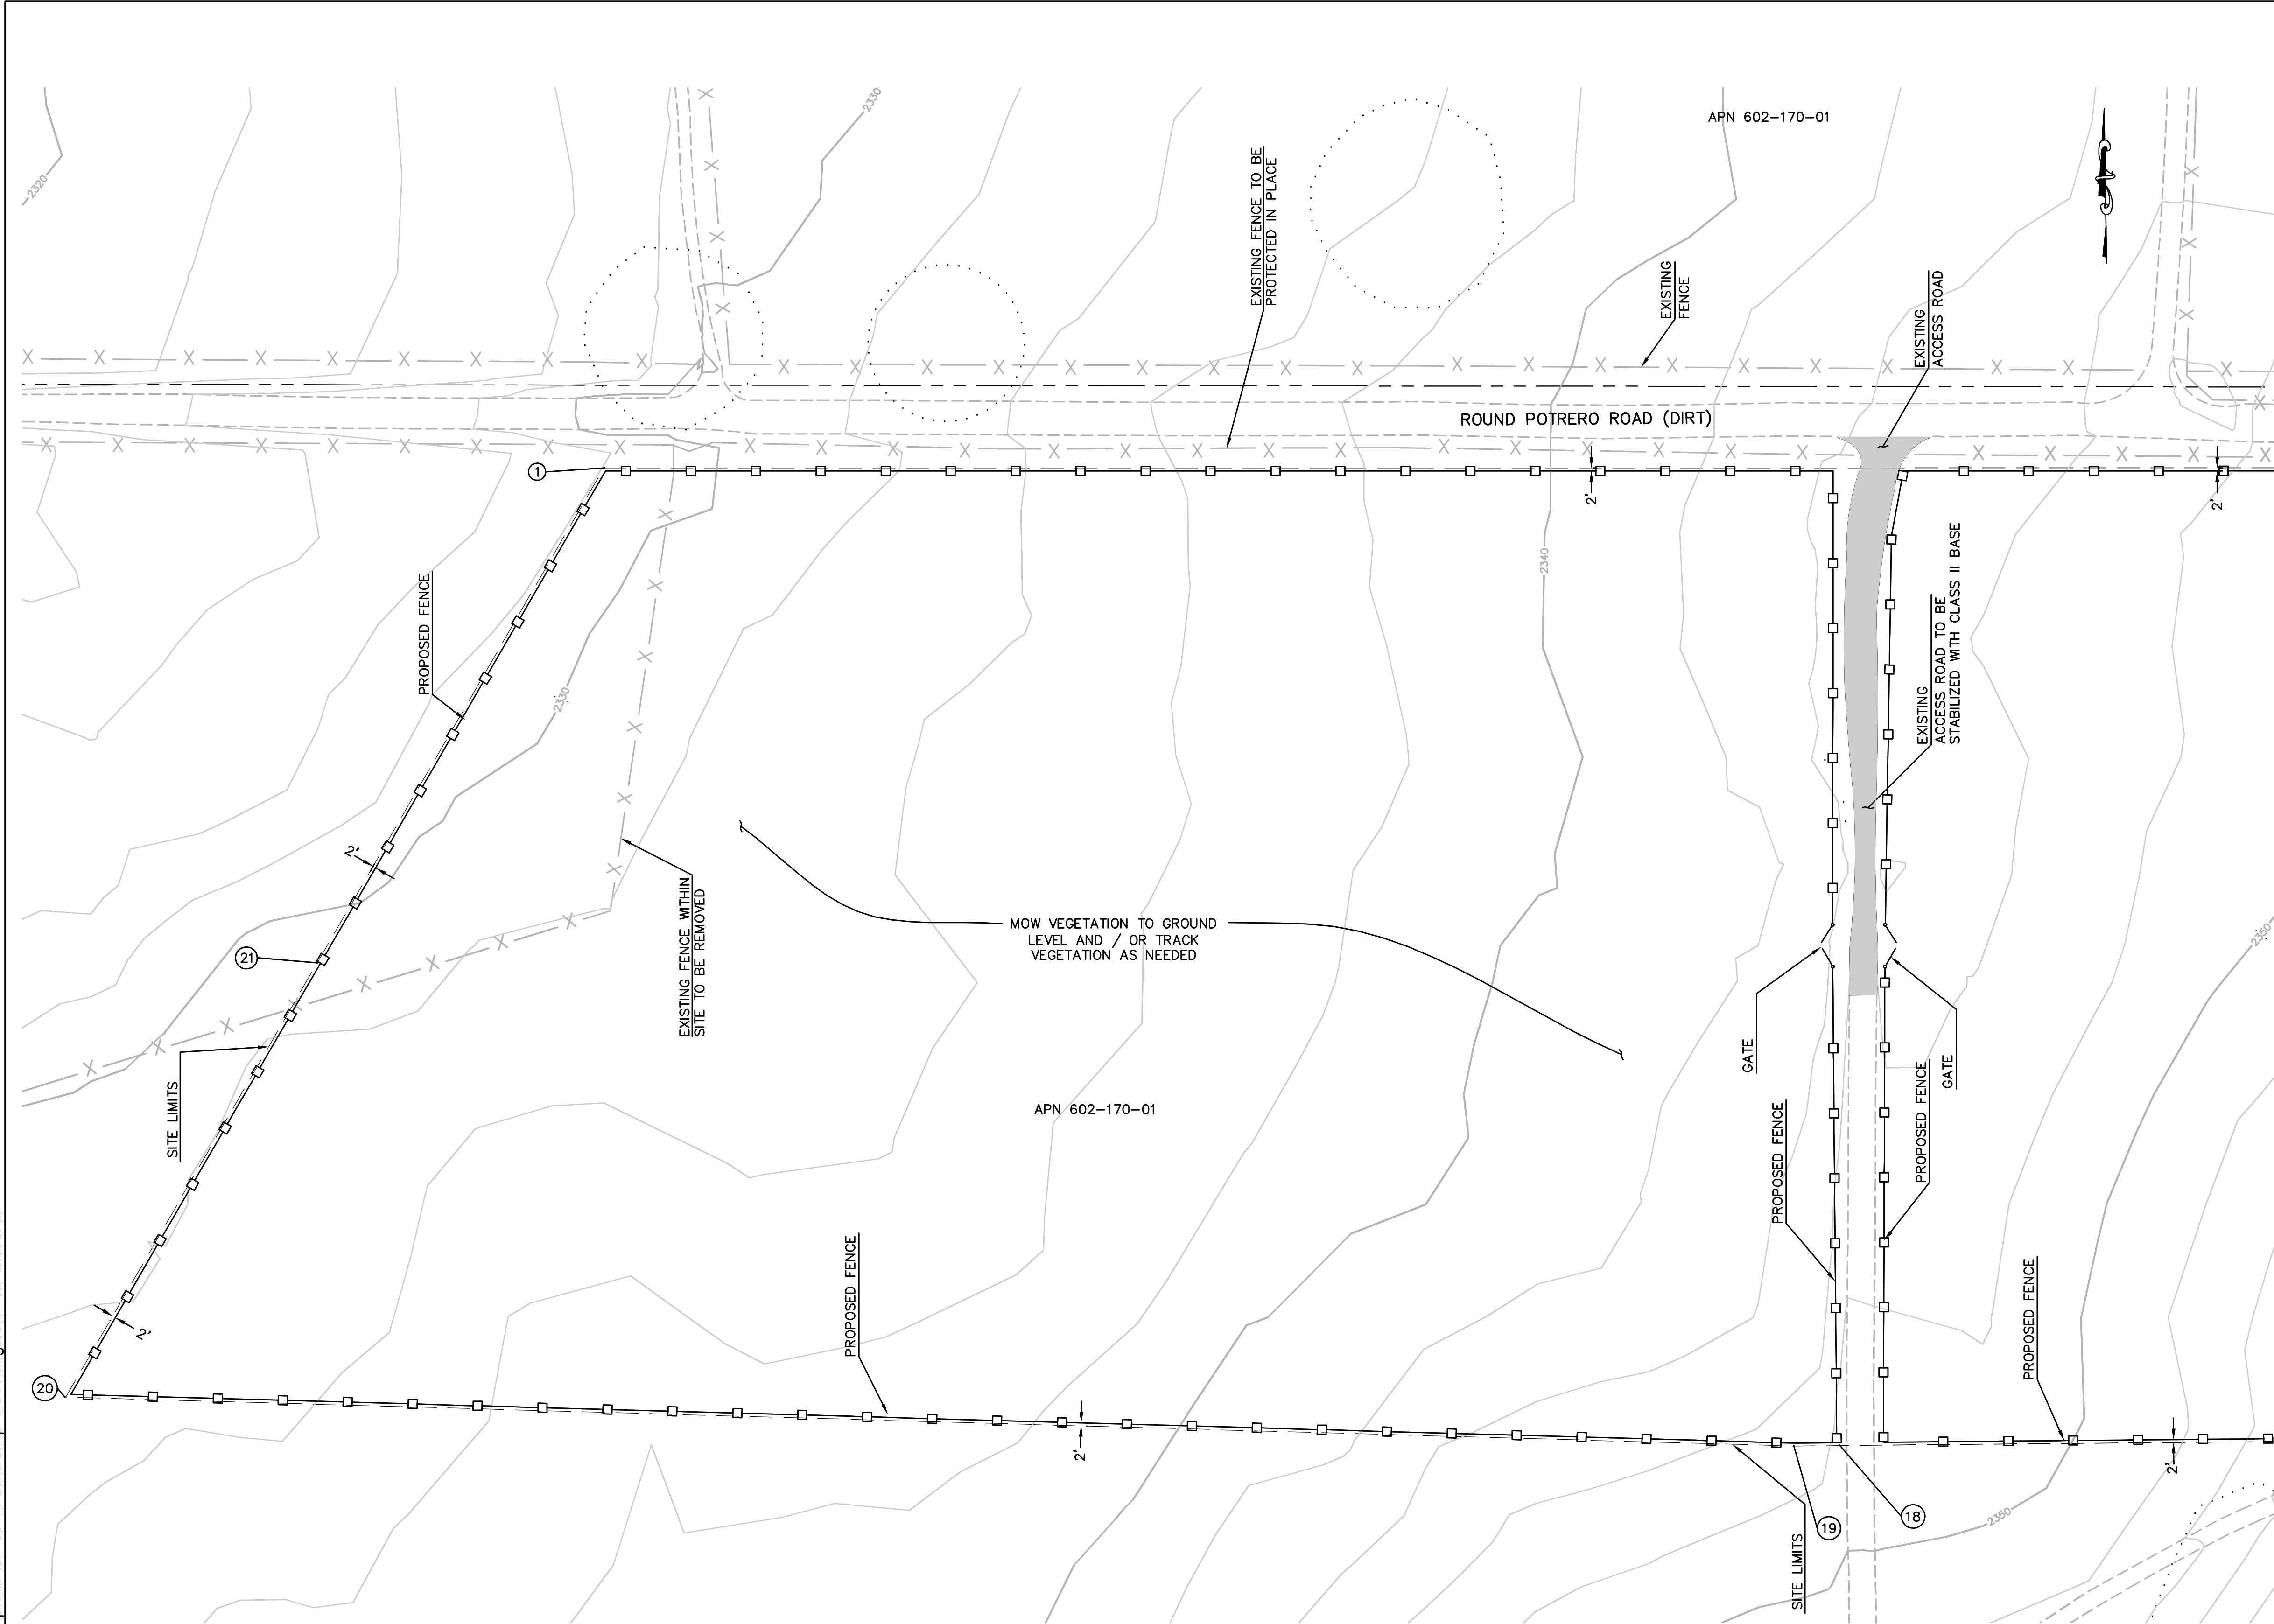 2320
2330
APN 602-170-01
EXISTING FENCE TO BE
PROTECTED IN PLACE
EXISTING
FENCE
EXISTING
ACCESS ROAD
ROUND POTRERO ROAD (DIRT)
1
2'
2'
PROPOSED FENCE
2330
2340
EXISTING
ACCESS ROAD TO BE
STABILIZED WITH CLASS II BASE
2'
21
EXISTING FENCE WITHIN
SITE TO BE REMOVED
MOW VEGETATION TO GROUND
LEVEL AND / OR TRACK
VEGETATION AS NEEDED
2350
GATE
GATE
SITE LIMITS
APN 602-170-01
PROPOSED FENCE
PROPOSED FENCE
PROPOSED FENCE
PROPOSED FENCE
2'
20
2'
2'
19
18
SITE LIMITS
2350